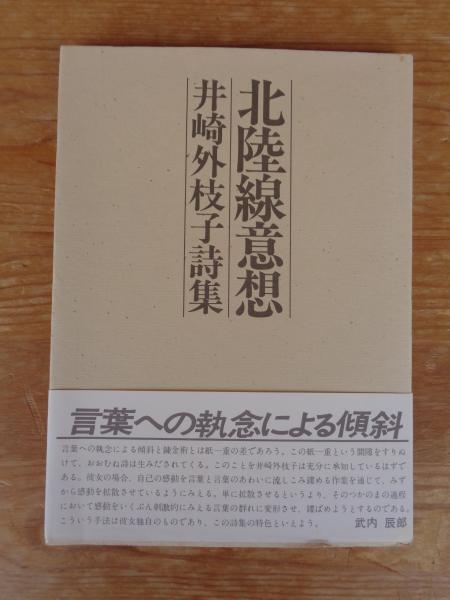 北陸線意想
井崎外枝子詩集
言葉への執念による傾斜
言葉への執念による傾斜と錬金術とは紙一重の差であろう。この紙一重という間隙をすりぬ
けて、おおむね詩は生みだされてくる。このことを井崎外枝子は充分に承知しているはずで
ある。彼女の場合、自己の感動を言葉と言葉のあわいに流しこみ鏤める作業を通じて、みず
から感動を拡散させているようにみえる。単に拡散させるというより、そのつかのまの過程
において感動をいくぶん刺激的にみえる言葉の群れに変形させ、鏤ばめようとするのである。
こういう手法は彼女独自のものであり、この詩集の特色といえよう。
武内 辰郎